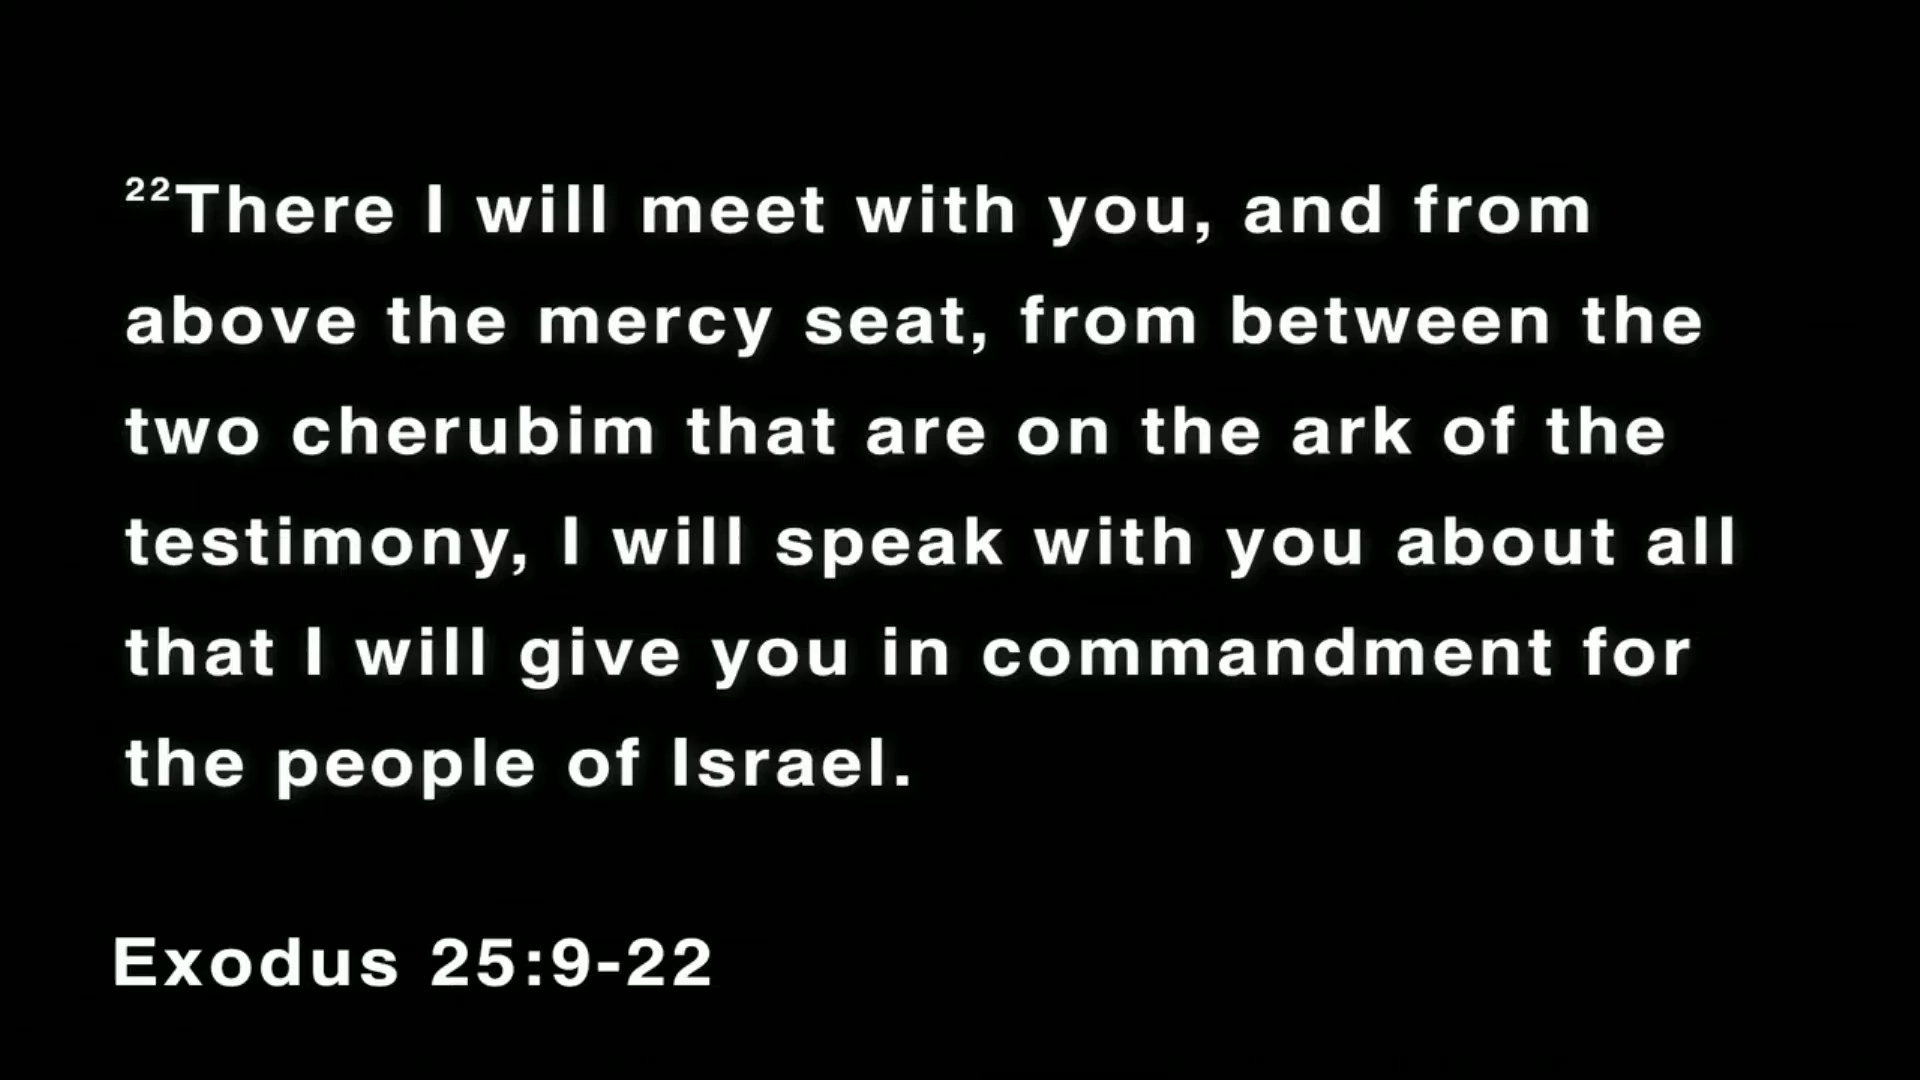 ²²There I will meet with you, and from
above the mercy seat, from between the
two cherubim that are on the ark of the
testimony, I will speak with you about all
that I will give you in commandment for
the people of Israel.
Exodus 25:9-22